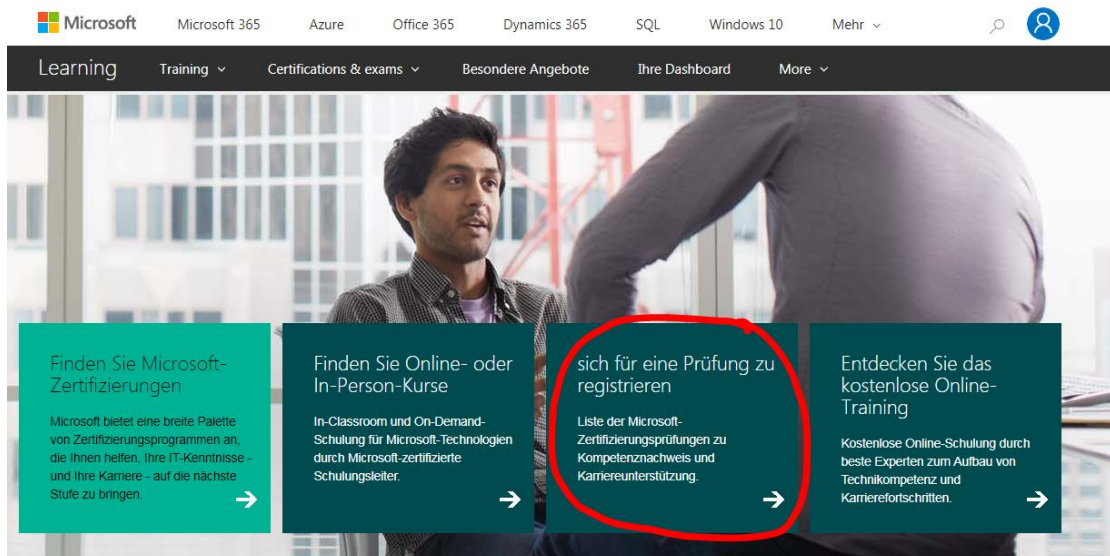 Microsoft Microsoft 365 Azure Office 365 Dynamics 365 SQL Windows 10 Mehr
Learning Training Certifications & exams Besondere Angebote Ihre Dashboard More
Finden Sie Microsoft-
Zertifizierungen
Microsoft bietet eine breite Palette
von Zertifizierungsprogrammen an,
die Ihnen helfen, Ihre IT-Kenntnisse -
und Ihre Karriere - auf die nächste
Stufe zu bringen.
Finden Sie Online- oder
In-Person-Kurse
In-Classroom und On-Demand-
Schulung für Microsoft-Technologien
durch Microsoft-zertifizierte
Schulungsleiter.
sich für eine Prüfung zu
registrieren
Liste der Microsoft-
Zertifizierungsprüfungen zu
Kompetenznachweis und
Karriereunterstützung.
Entdecken Sie das
kostenlose Online-
Training
Kostenlose Online-Schulung durch
beste Experten zum Aufbau von
Technikkompetenz und
Karrierefortschritten.